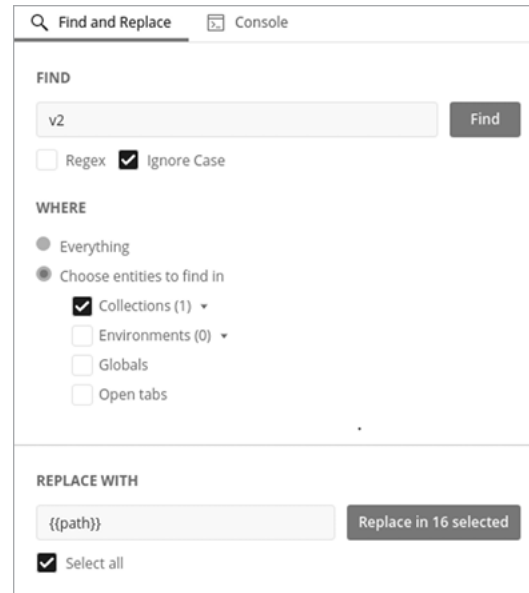 Find and Replace Console
FIND
v2 Find
Regex Ignore Case
WHERE
Everything
Choose entities to find in
Collections (1)
Environments (0)
Globals
Open tabs
REPLACE WITH
{{path}} Replace in 16 selected
Select all